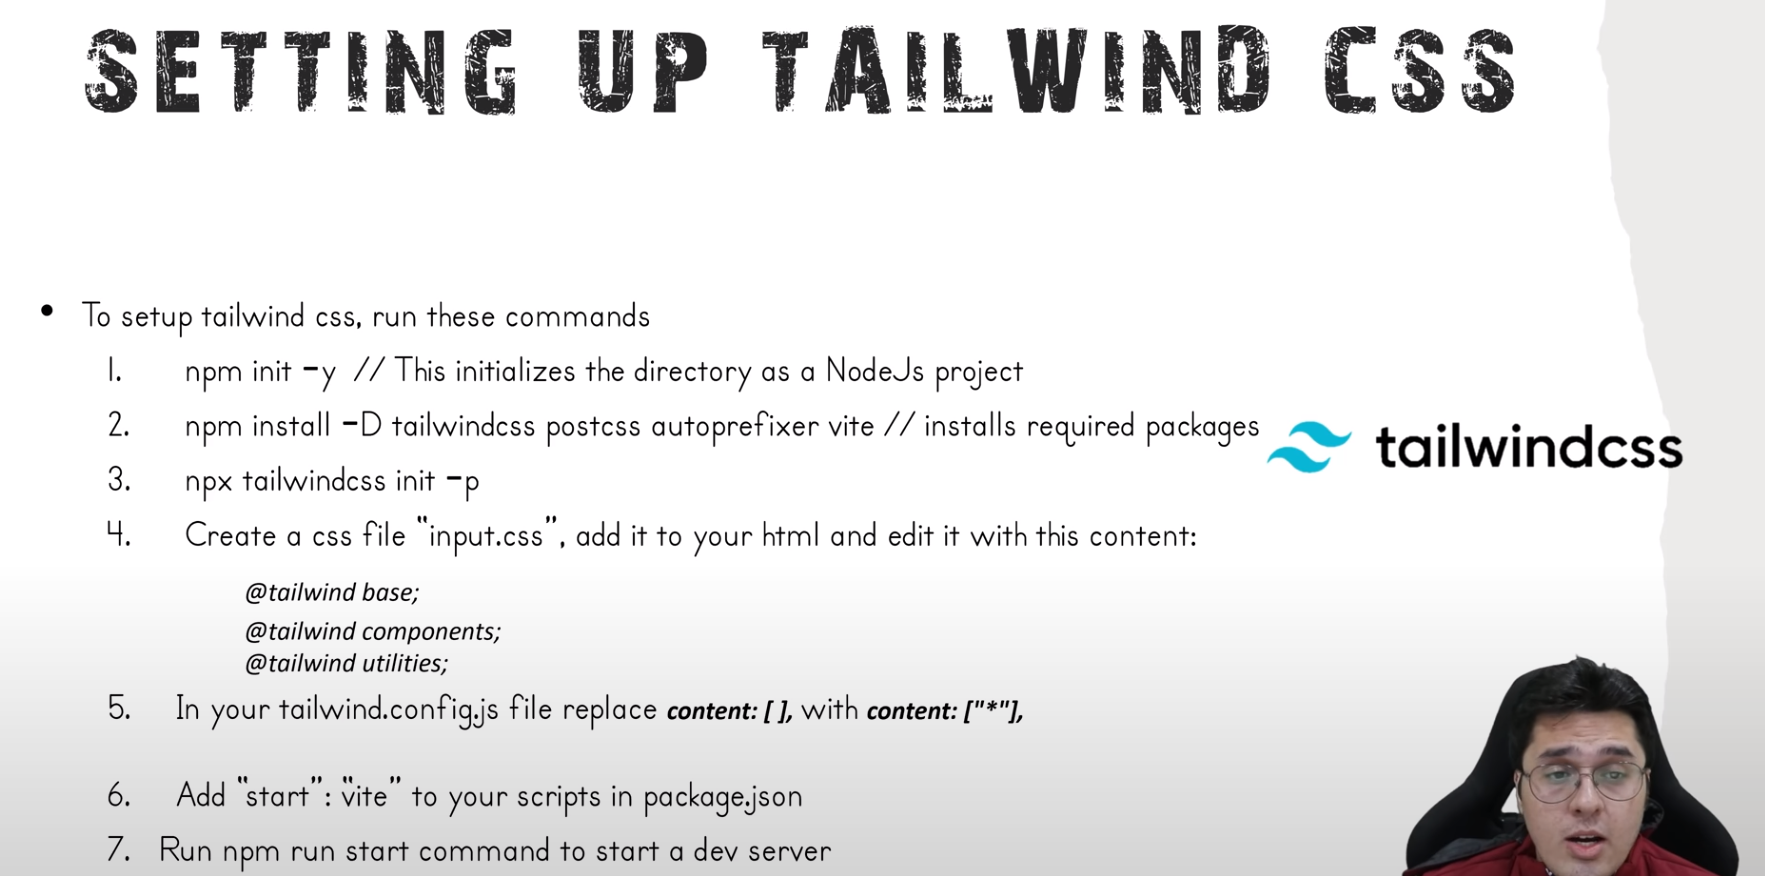 SETTING UP TAILWIND CSS
• To setup tailwind css, run these commands
1. npm init -y // This initializes the directory as a NodeJs project
2. npm install -D tailwindcss postcss autoprefixer vite // installs required packages
tailwindcss
3. npx tailwindcss init -p
4. Create a css file "input.css", add it to your html and edit it with this content:
@tailwind base;
@tailwind components;
@tailwind utilities;
5. In your tailwind.config.js file replace content: [ ], with content: ["*"],
6. Add "start": "vite" to your scripts in package.json
7. Run npm run start command to start a dev server